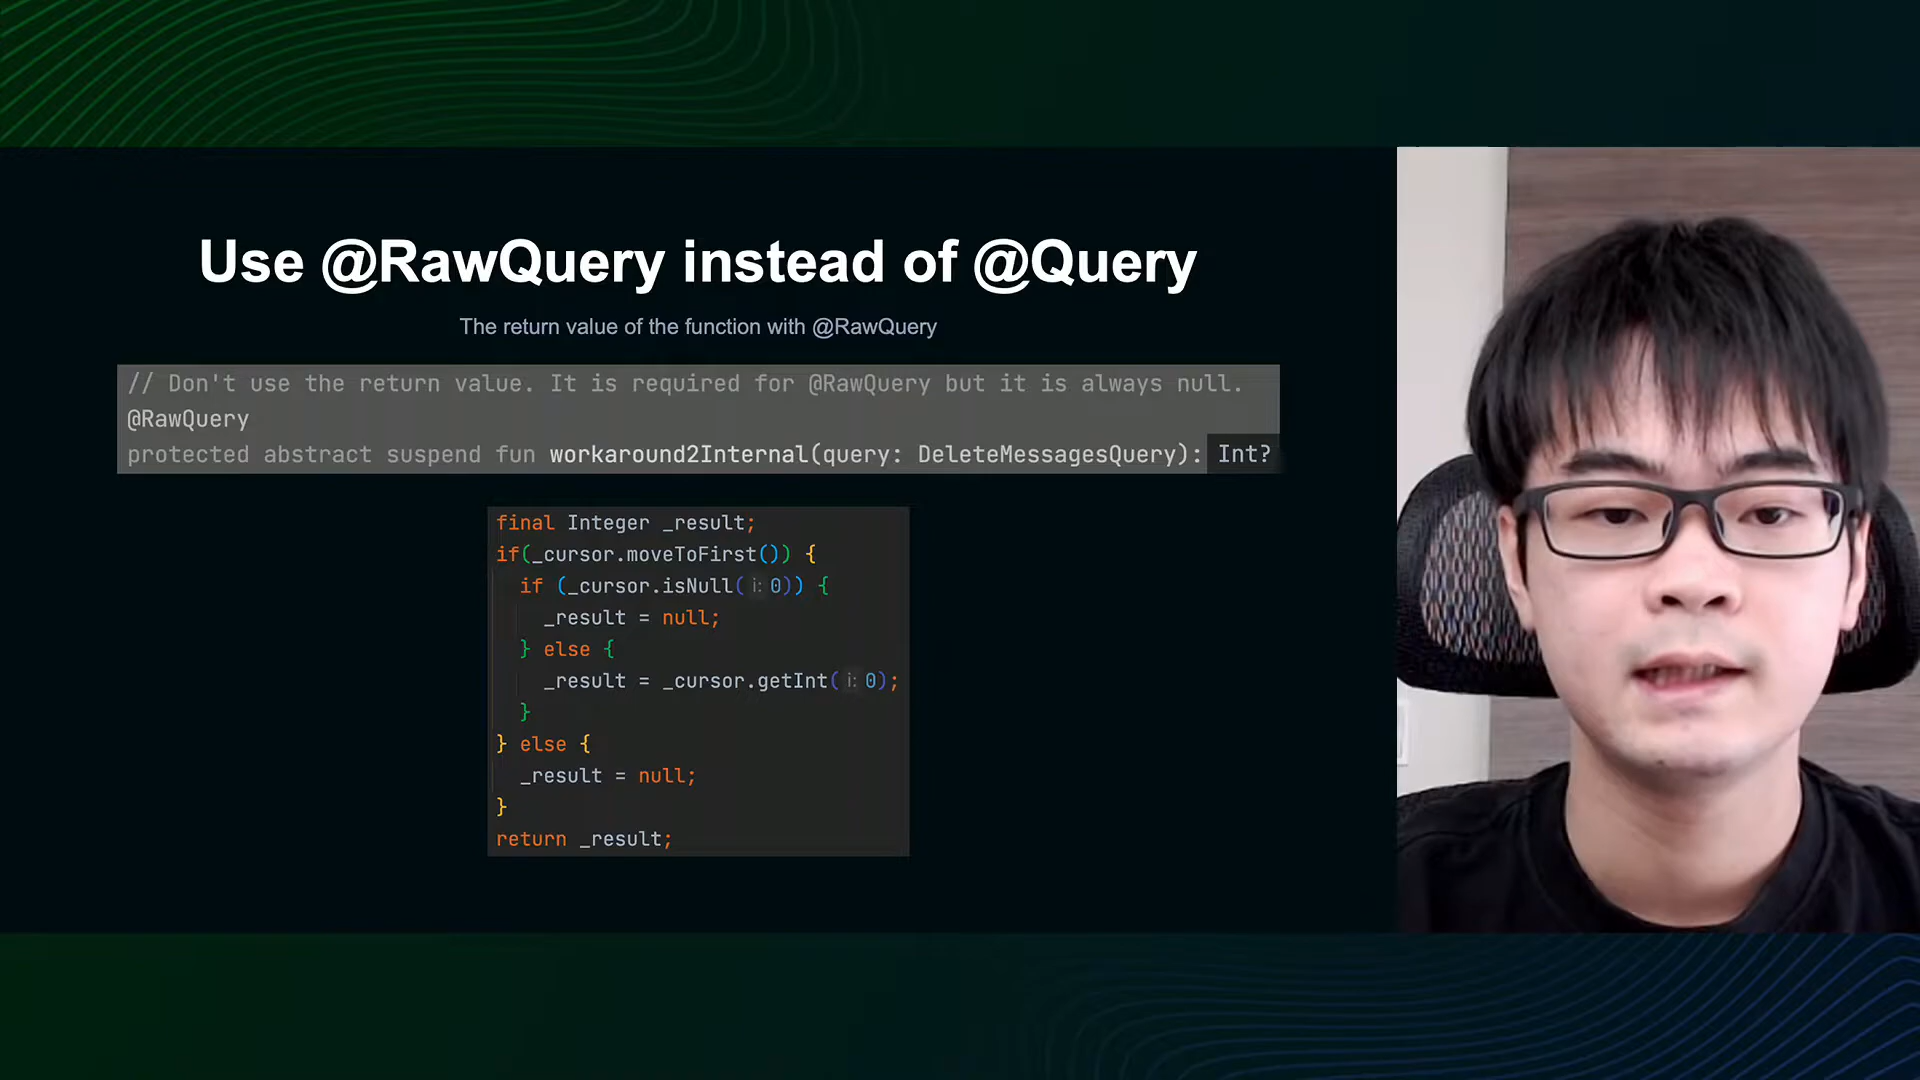 Use @RawQuery instead of @Query
The return value of the function with @RawQuery
// Don't use the return value. It is required for @RawQuery but it is always null.
@RawQuery
protected abstract suspend fun workaround2Internal(query: DeleteMessagesQuery): Int?
final Integer _result;
if(_cursor.moveToFirst()) {
if (_cursor.isNull( i: 0)) {
_result = null;
} else {
_result = _cursor.getInt( i: 0);
}
} else {
_result = null;
}
return _result;